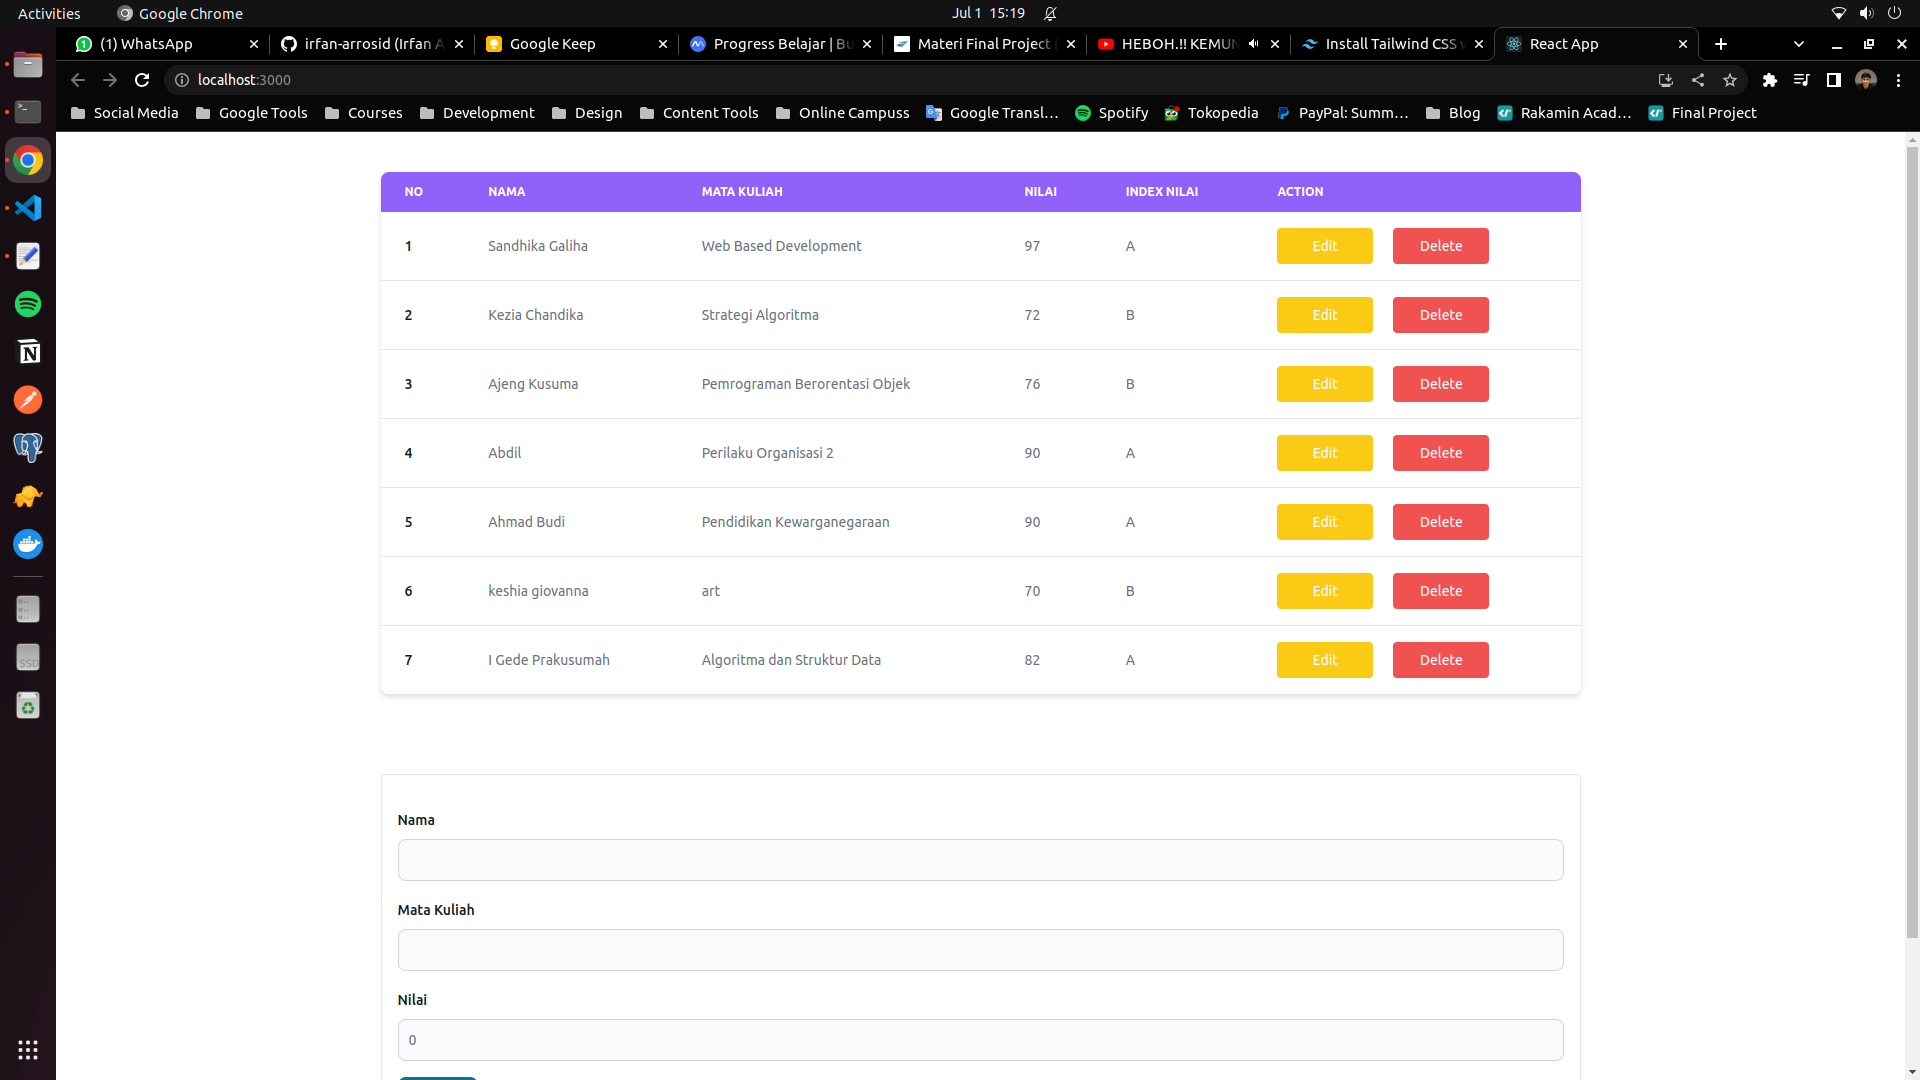 Activities Google Chrome Jul 1 15:19
(1) WhatsApp irfan-arrosid (Irfan A Google Keep Progress Belajar | Bu Materi Final Project ( HEBOH.!! KEMUN Install Tailwind CSS w React App
localhost:3000
Social Media Google Tools Courses Development Design Content Tools Online Campuss Google Transl... Spotify Tokopedia PayPal: Summ... Blog Rakamin Acad... Final Project
NO NAMA MATA KULIAH NILAI INDEX NILAI ACTION
1 Sandhika Galiha Web Based Development 97 A Edit Delete
2 Kezia Chandika Strategi Algoritma 72 B Edit Delete
3 Ajeng Kusuma Pemrograman Berorentasi Objek 76 B Edit Delete
4 Abdil Perilaku Organisasi 2 90 A Edit Delete
5 Ahmad Budi Pendidikan Kewarganegaraan 90 A Edit Delete
6 keshia giovanna art 70 B Edit Delete
7 I Gede Prakusumah Algoritma dan Struktur Data 82 A Edit Delete
SSD
Nama
Mata Kuliah
Nilai
0